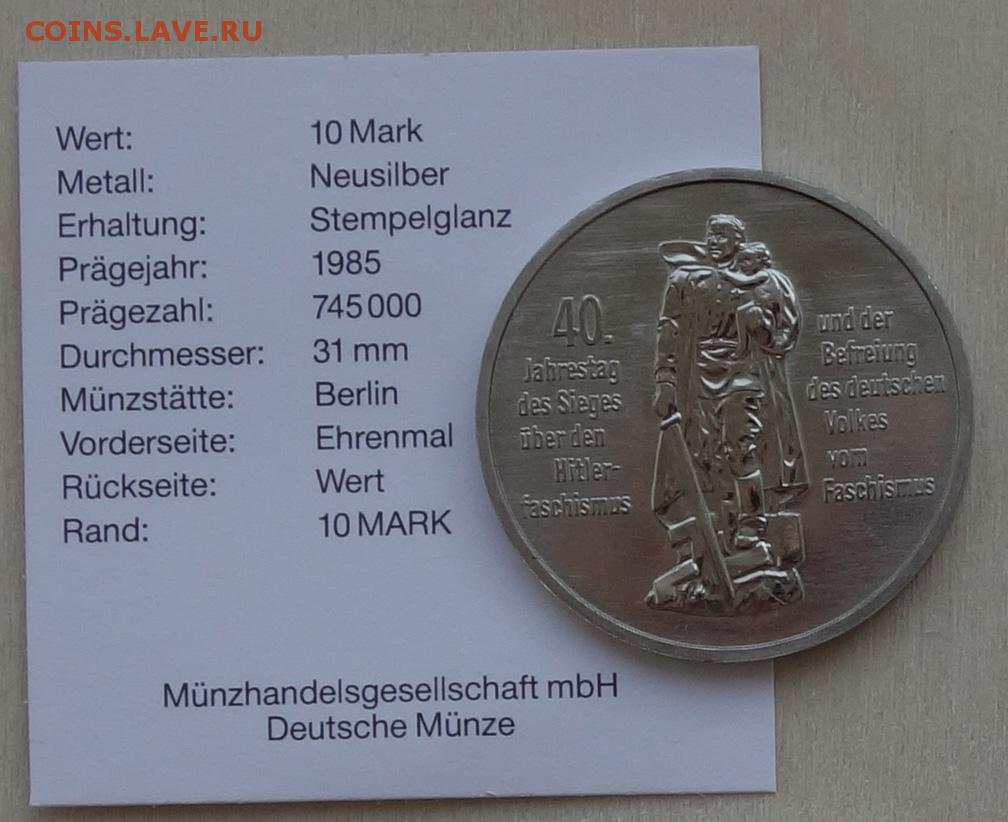 COINS.LAVE.RU
Wert: 10 Mark
Metall: Neusilber
Erhaltung: Stempelglanz
Prägejahr: 1985
Prägezahl: 745 000
Durchmesser: 31 mm
Münzstätte: Berlin
Vorderseite: Ehrenmal
Rückseite: Wert
Rand: 10 MARK
Münzhandelsgesellschaft mbH
Deutsche Münze
40.
Jahrestag
des Sieges
über den
Hitler-
faschismus
und der
Befreiung
des deutschen
Volkes
vom
Faschismus